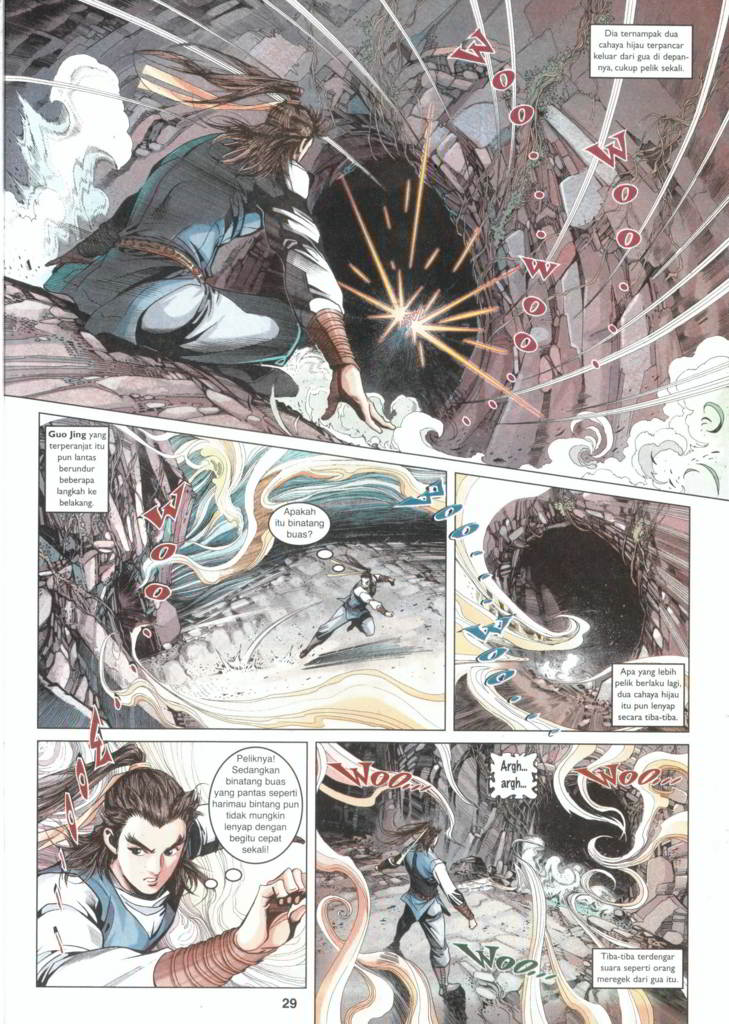 Dia ternampak dua
cahaya hijau terpancar
keluar dari gua di depan-
nya, cukup pelik sekali.
WOO...
WOO
WOO
Guo Jing yang
terperanjat itu
pun lantas
berundur
beberapa
langkah ke
belakang.
WOO
Apakah
itu binatang
buas?
WOO
WOO
Apa yang lebih
pelik berlaku lagi,
dua cahaya hijau
itu pun lenyap
secara tiba-tiba.
WOO
Peliknya!
Sedangkan
binatang buas
yang pantas seperti
harimau bintang pun
tidak mungkin
lenyap dengan
begitu cepat
sekali!
WOO...
Argh...
argh...
WOO...
WOO...
Tiba-tiba terdengar
suara seperti orang
meregek dari gua itu.
29